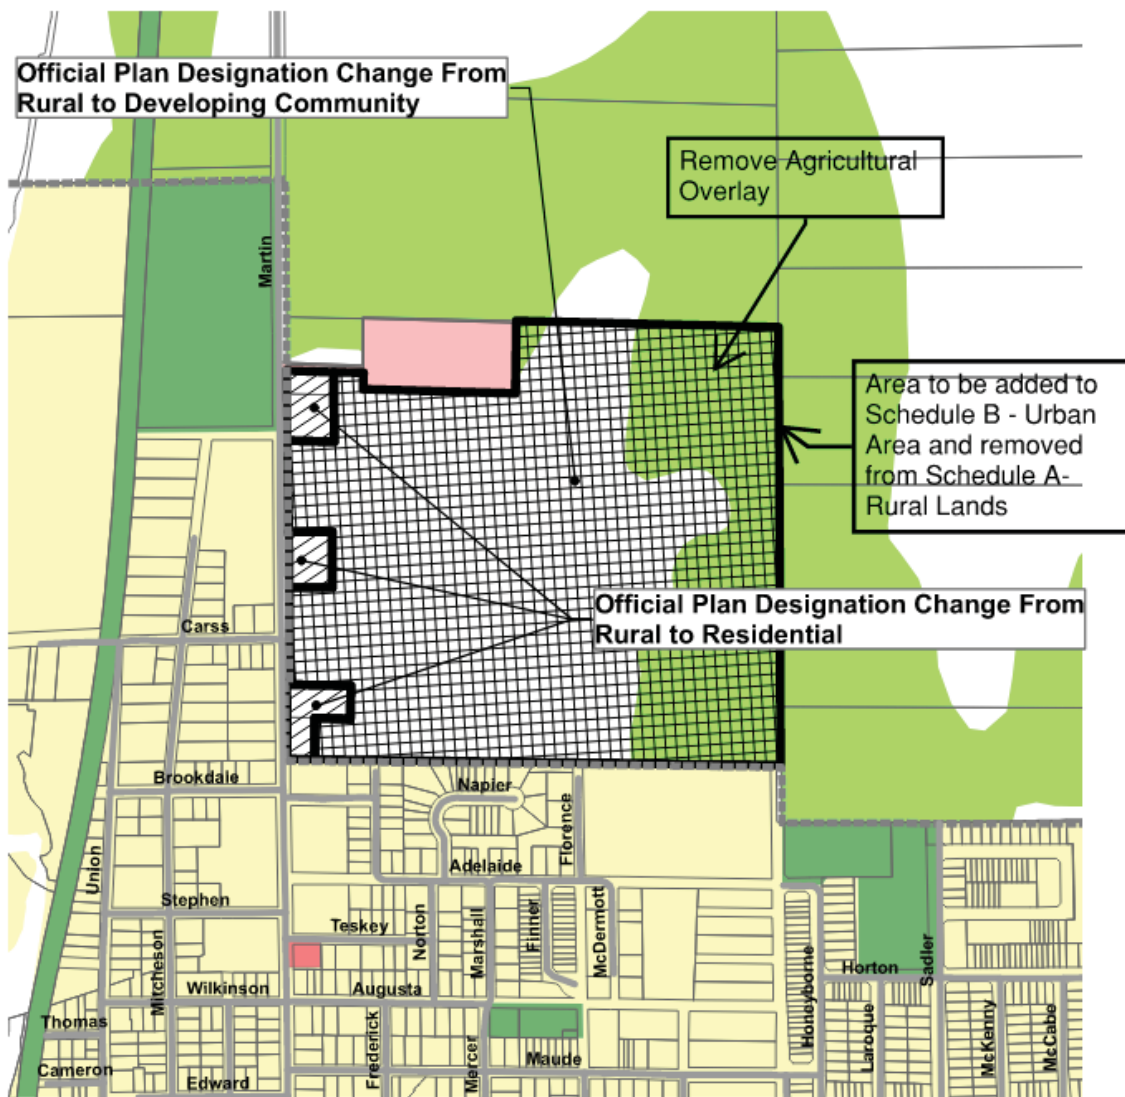 Official Plan Designation Change From
Rural to Developing Community
Remove Agricultural
Overlay
Martin
Area to be added to
Schedule B - Urban
Area and removed
from Schedule A-
Rural Lands
Official Plan Designation Change From
Rural to Residential
Carss
Brookdale
Napier
Florence
Union
Adelaide
Stephen
Teskey
Norton
Marshall
Finner
McDermott
Mitcheson
Honeyborne
Sadler
Horton
Wilkinson
Augusta
Thomas
Frederick
Mercer
Maude
Laroque
McKenny
McCabe
Cameron
Edward